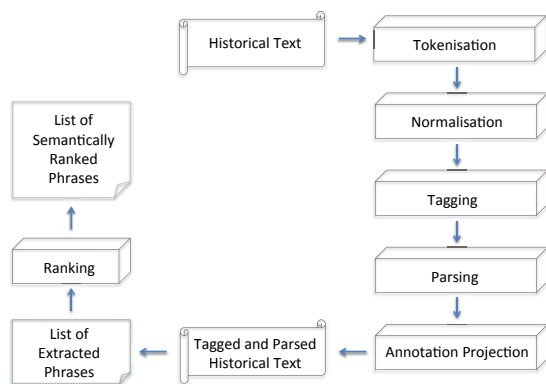 Historical Text
Tokenisation
Normalisation
Tagging
Parsing
Annotation Projection
Tagged and Parsed
Historical Text
List of
Extracted
Phrases
Ranking
List of
Semantically
Ranked
Phrases